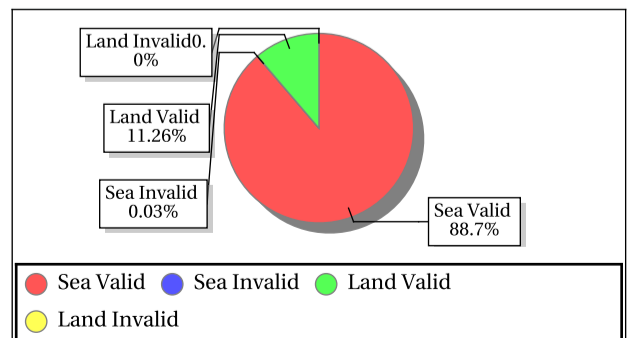 Land Invalid0.
0%
Land Valid
11.26%
Sea Invalid
0.03%
Sea Valid
88.7%
Sea Valid Sea Invalid Land Valid
Land Invalid